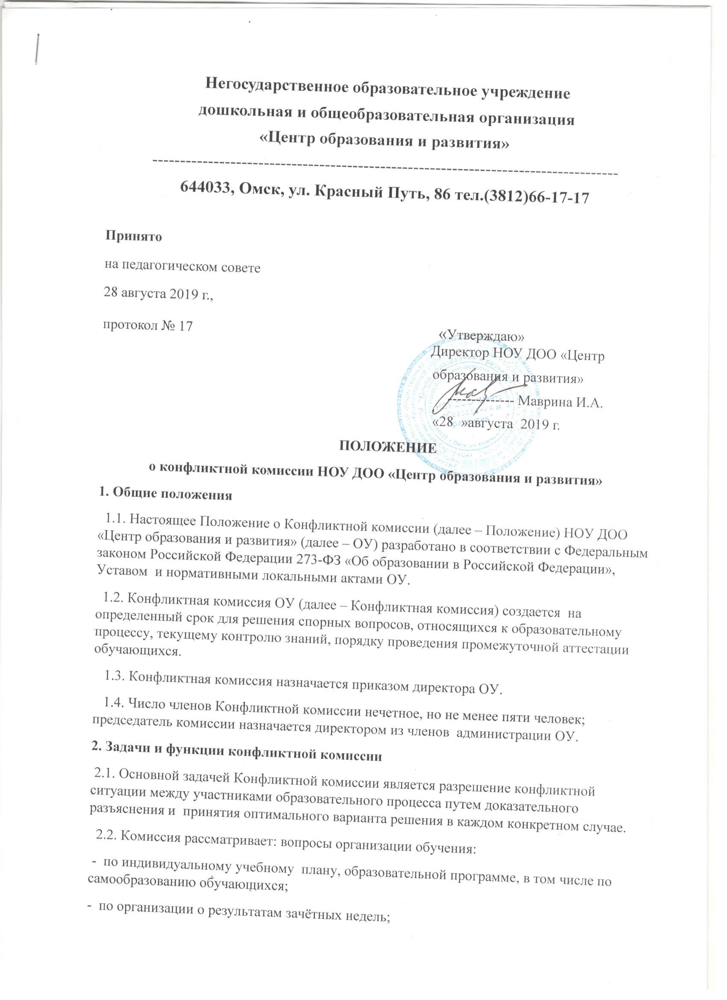 Негосударственное образовательное учреждение
дошкольная и общеобразовательная организация
«Центр образования и развития»
644033, Омск, ул. Красный Путь, 86 тел.(3812)66-17-17
Принято
на педагогическом совете
28 августа 2019 г.,
протокол № 17
«Утверждаю»
Директор НОУ ДОО «Центр
образования и развития»
--------------- Маврина И.А.
«28 »августа 2019 г.
ПОЛОЖЕНИЕ
о конфликтной комиссии НОУ ДОО «Центр образования и развития»
1. Общие положения
1.1. Настоящее Положение о Конфликтной комиссии (далее – Положение) НОУ ДОО
«Центр образования и развития» (далее – ОУ) разработано в соответствии с Федеральным
законом Российской Федерации 273-ФЗ «Об образовании в Российской Федерации»,
Уставом и нормативными локальными актами ОУ.
1.2. Конфликтная комиссия ОУ (далее – Конфликтная комиссия) создается на
определенный срок для решения спорных вопросов, относящихся к образовательному
процессу, текущему контролю знаний, порядку проведения промежуточной аттестации
обучающихся.
1.3. Конфликтная комиссия назначается приказом директора ОУ.
1.4. Число членов Конфликтной комиссии нечетное, но не менее пяти человек;
председатель комиссии назначается директором из членов администрации ОУ.
2. Задачи и функции конфликтной комиссии
2.1. Основной задачей Конфликтной комиссии является разрешение конфликтной
ситуации между участниками образовательного процесса путем доказательного
разъяснения и принятия оптимального варианта решения в каждом конкретном случае.
2.2. Комиссия рассматривает: вопросы организации обучения:
- по индивидуальному учебному плану, образовательной программе, в том числе по
самообразованию обучающихся;
- по организации о результатам зачётных недель;